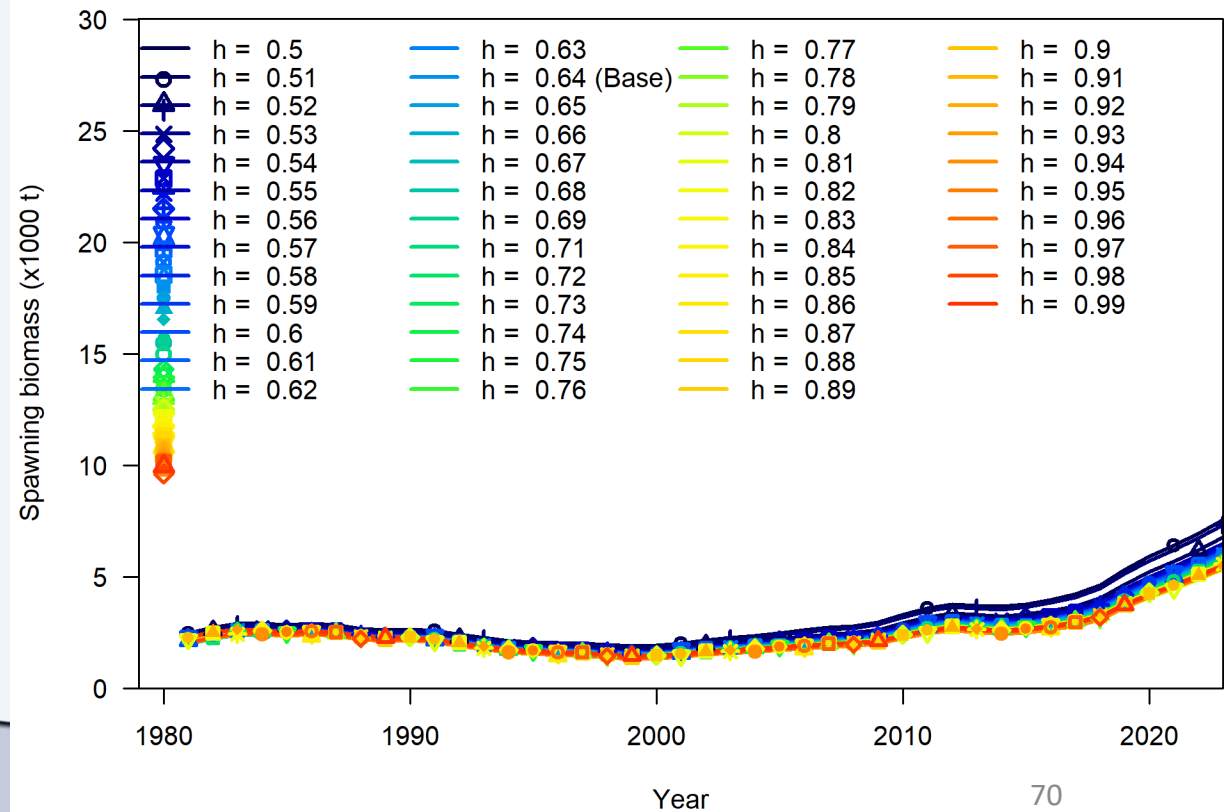 30
25
20
15
10
5
0
Spawning biomass (x1000 t)
h = 0.5
h = 0.51
h = 0.52
h = 0.53
h = 0.54
h = 0.55
h = 0.56
h = 0.57
h = 0.58
h = 0.59
h = 0.6
h = 0.61
h = 0.62
h = 0.63
h = 0.64 (Base)
h = 0.65
h = 0.66
h = 0.67
h = 0.68
h = 0.69
h = 0.71
h = 0.72
h = 0.73
h = 0.74
h = 0.75
h = 0.76
h = 0.77
h = 0.78
h = 0.79
h = 0.8
h = 0.81
h = 0.82
h = 0.83
h = 0.84
h = 0.85
h = 0.86
h = 0.87
h = 0.88
h = 0.89
h = 0.9
h = 0.91
h = 0.92
h = 0.93
h = 0.94
h = 0.95
h = 0.96
h = 0.97
h = 0.98
h = 0.99
1980 1990 2000 2010 2020
Year
70